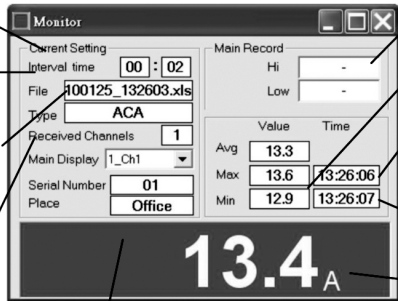 Monitor
Current Setting
Interval time 00 : 02
File 100125_132603.xls
Type ACA
Received Channels 1
Main Display 1_Ch1
Serial Number 01
Place Office
Main Record
Hi -
Low -
Value Time
Avg 13.3
Max 13.6 13:26:06
Min 12.9 13:26:07
13.4 A